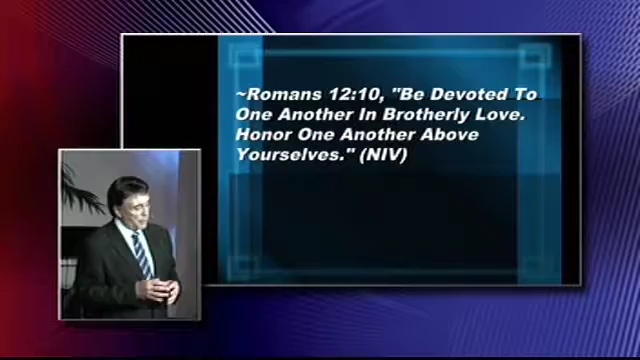 ~Romans 12:10, "Be Devoted To
One Another In Brotherly Love.
Honor One Another Above
Yourselves." (NIV)